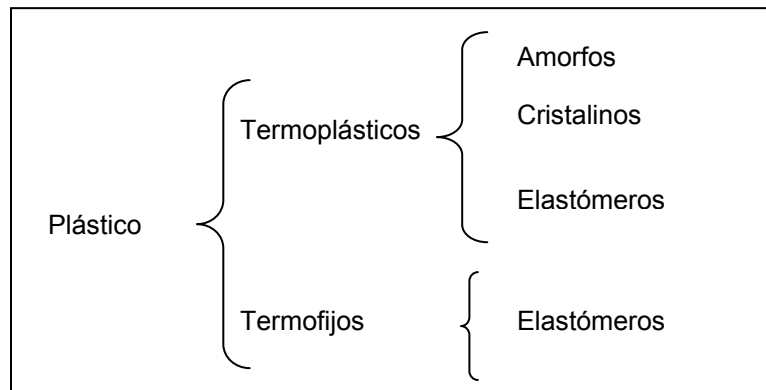 Amorfos
Termoplásticos
Cristalinos
Elastómeros
Plástico
Termofijos
Elastómeros